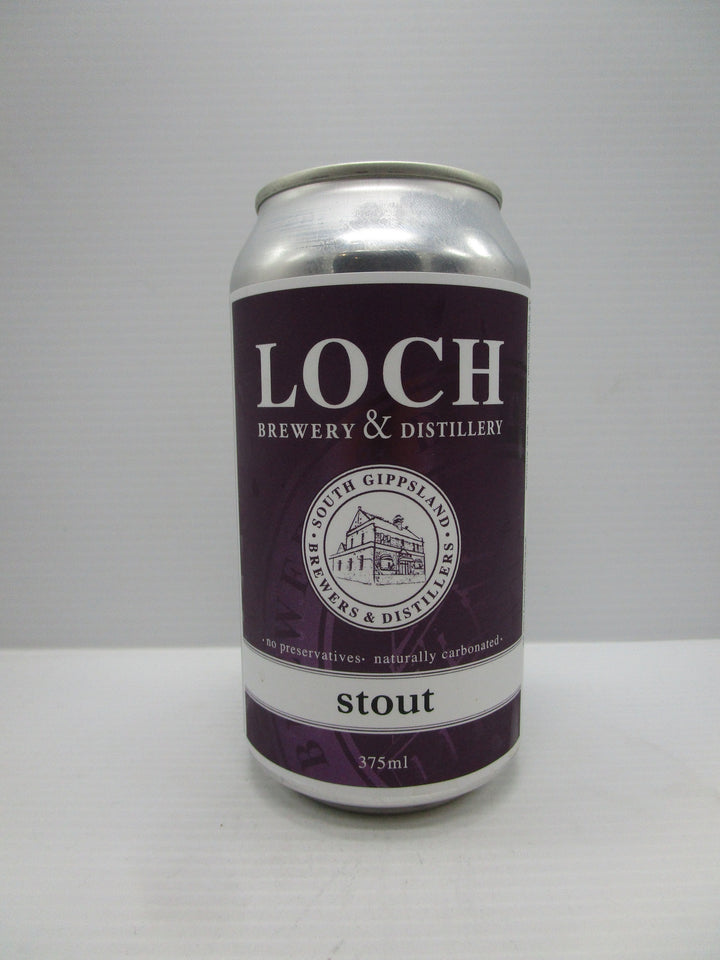 LOCH
BREWERY & DISTILLERY
· SOUTH GIPPSLAND ·
BREWERS & DISTILLERS
· no preservatives · naturally carbonated ·
stout
375ml